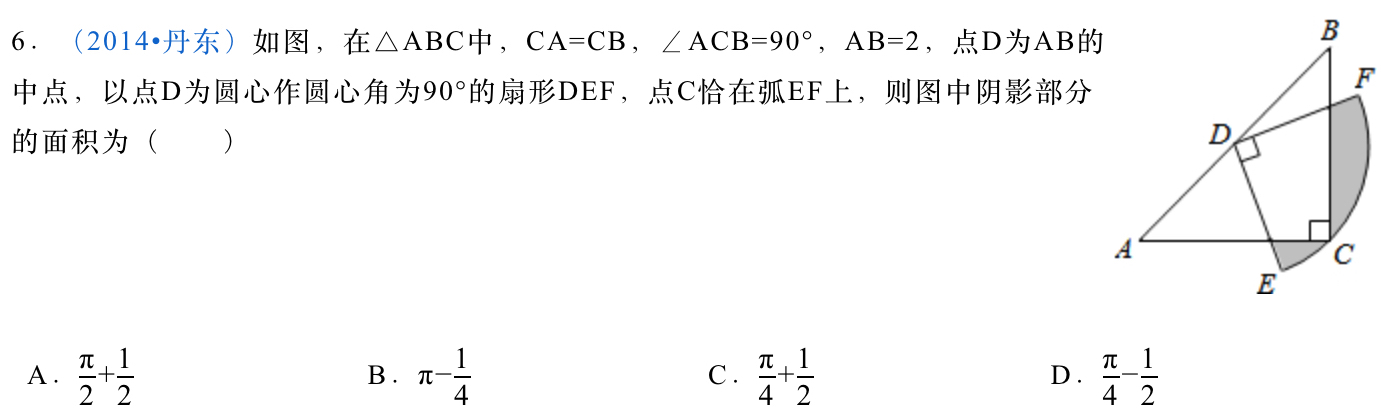 6. （2014•丹东）如图，在△ABC中，CA=CB，∠ACB=90°，AB=2，点D为AB的
中点，以点D为圆心作圆心角为90°的扇形DEF，点C恰在弧EF上，则图中阴影部分
的面积为（　　）
B
F
D
A
C
E
A. π/2+1/2
B. π−1/4
C. π/4+1/2
D. π/4−1/2